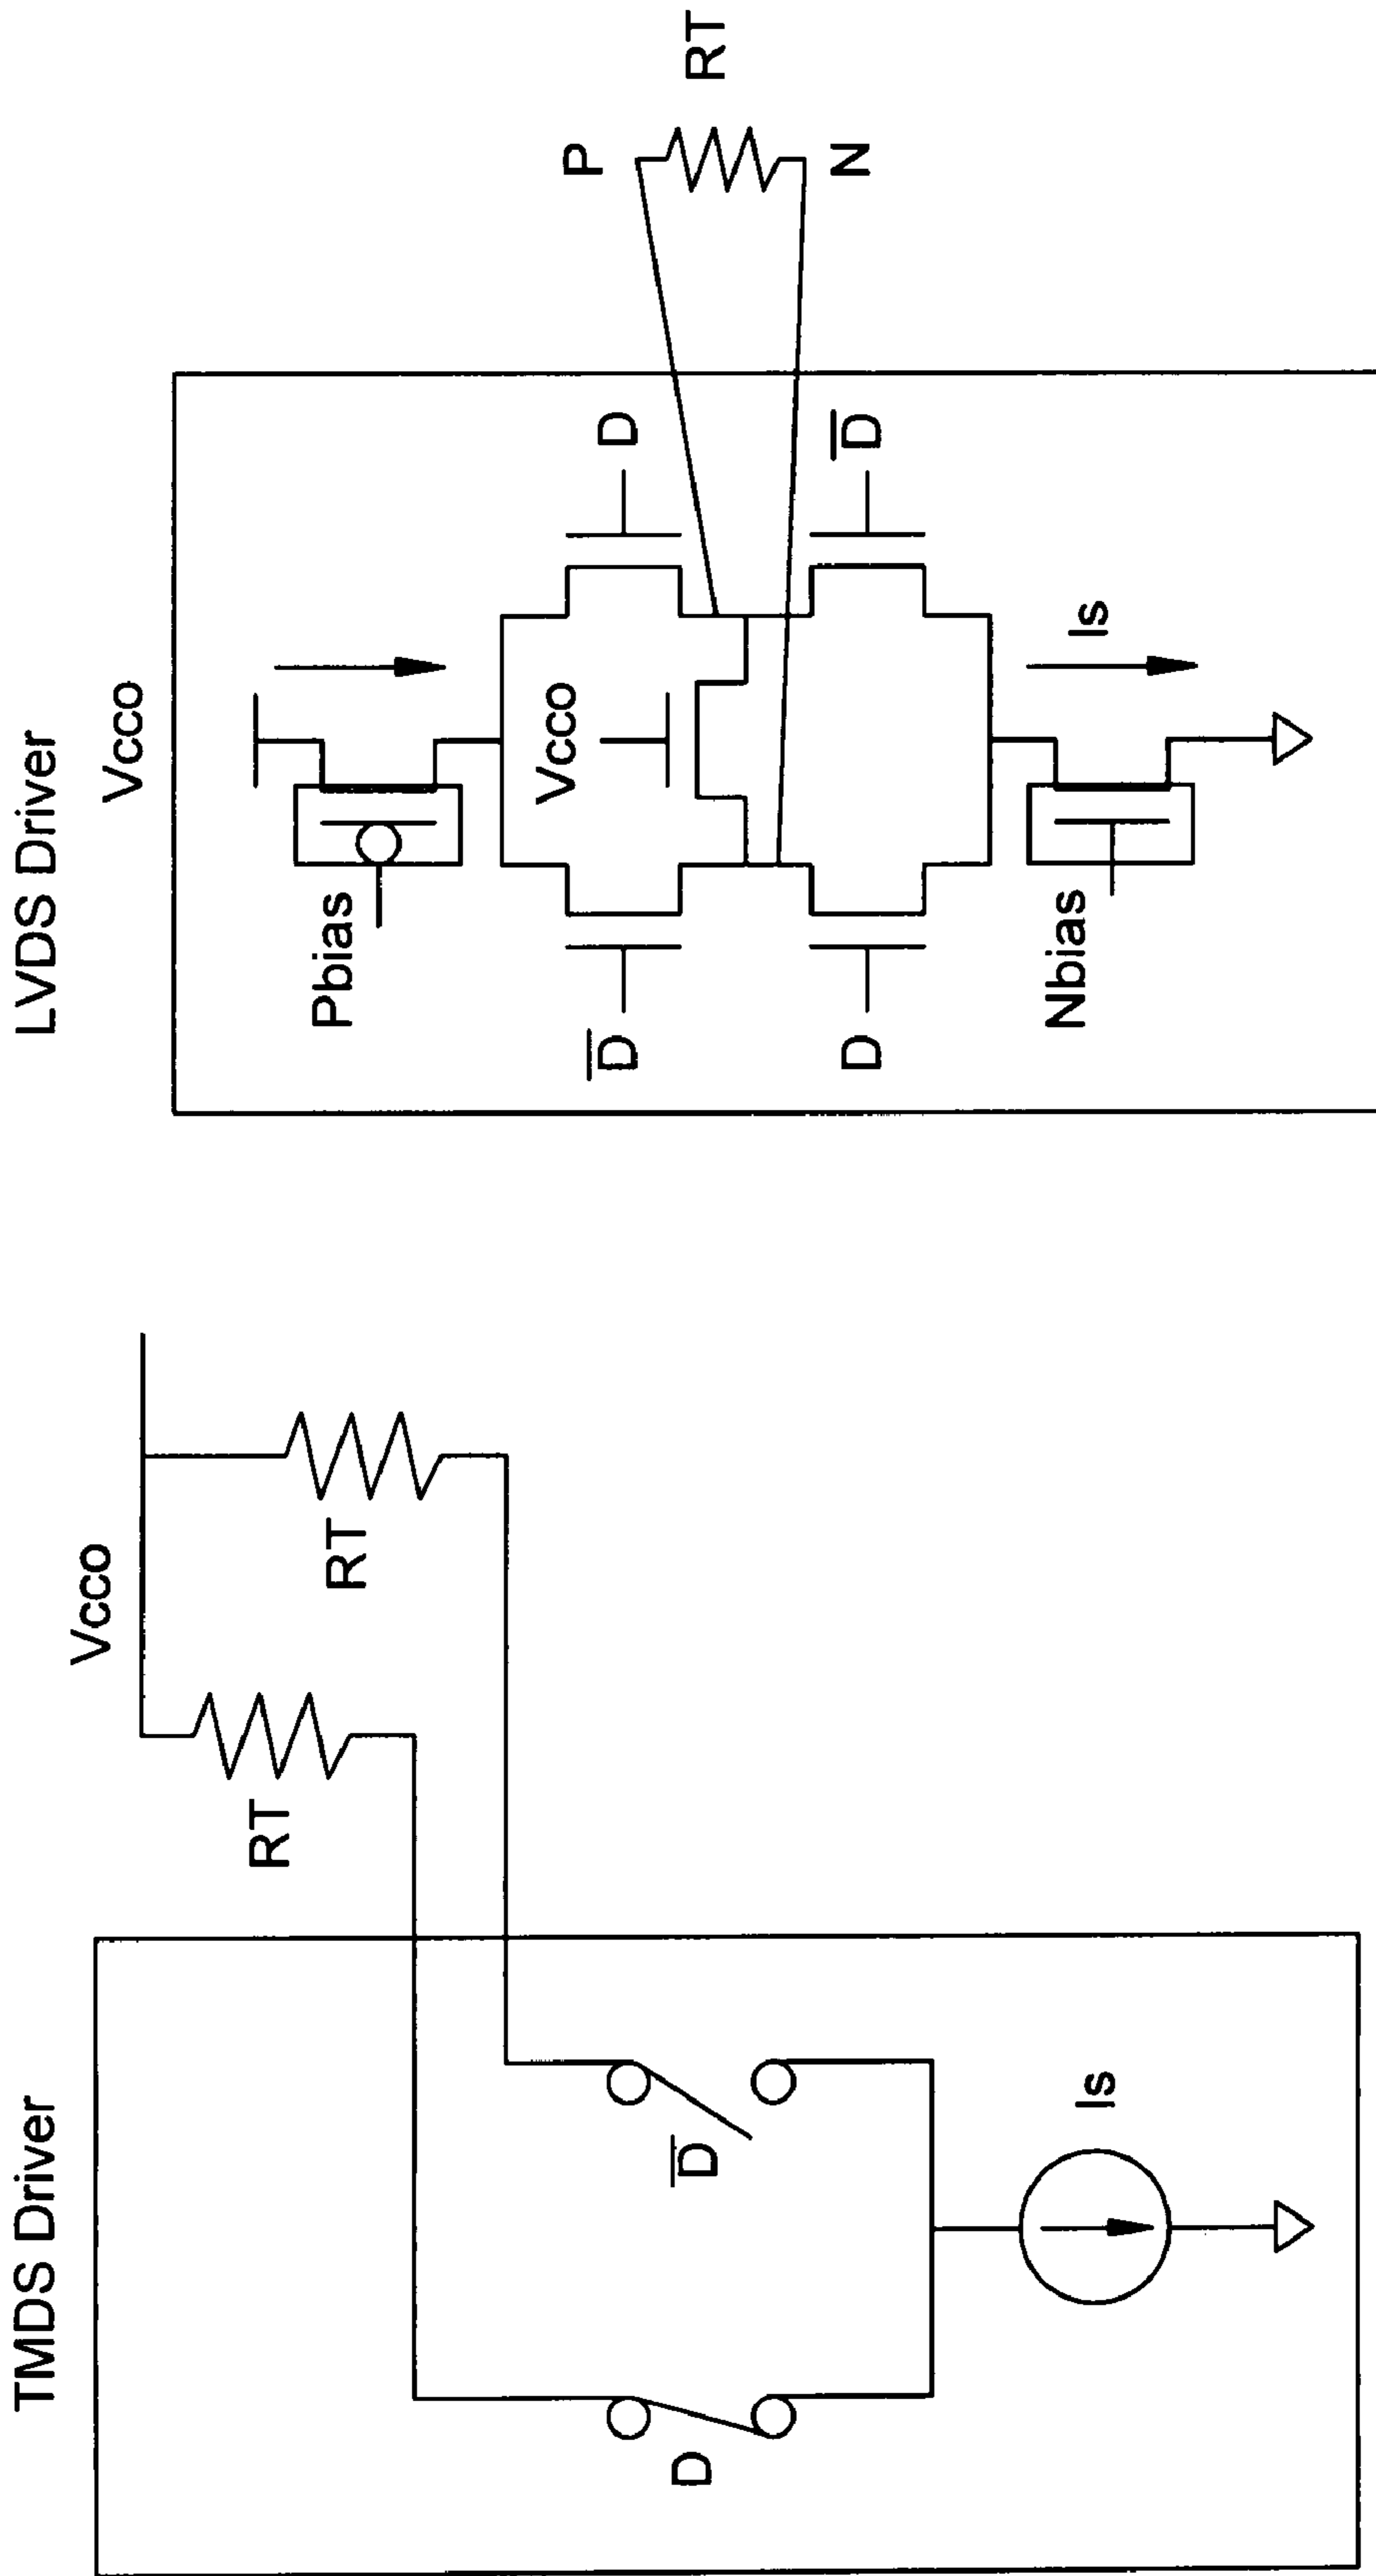 TMDS Driver
Vcco
RT
RT
D
D̅
Is
LVDS Driver
Vcco
Pbias
D̅
D
Vcco
D
D̅
Nbias
Is
P
N
RT